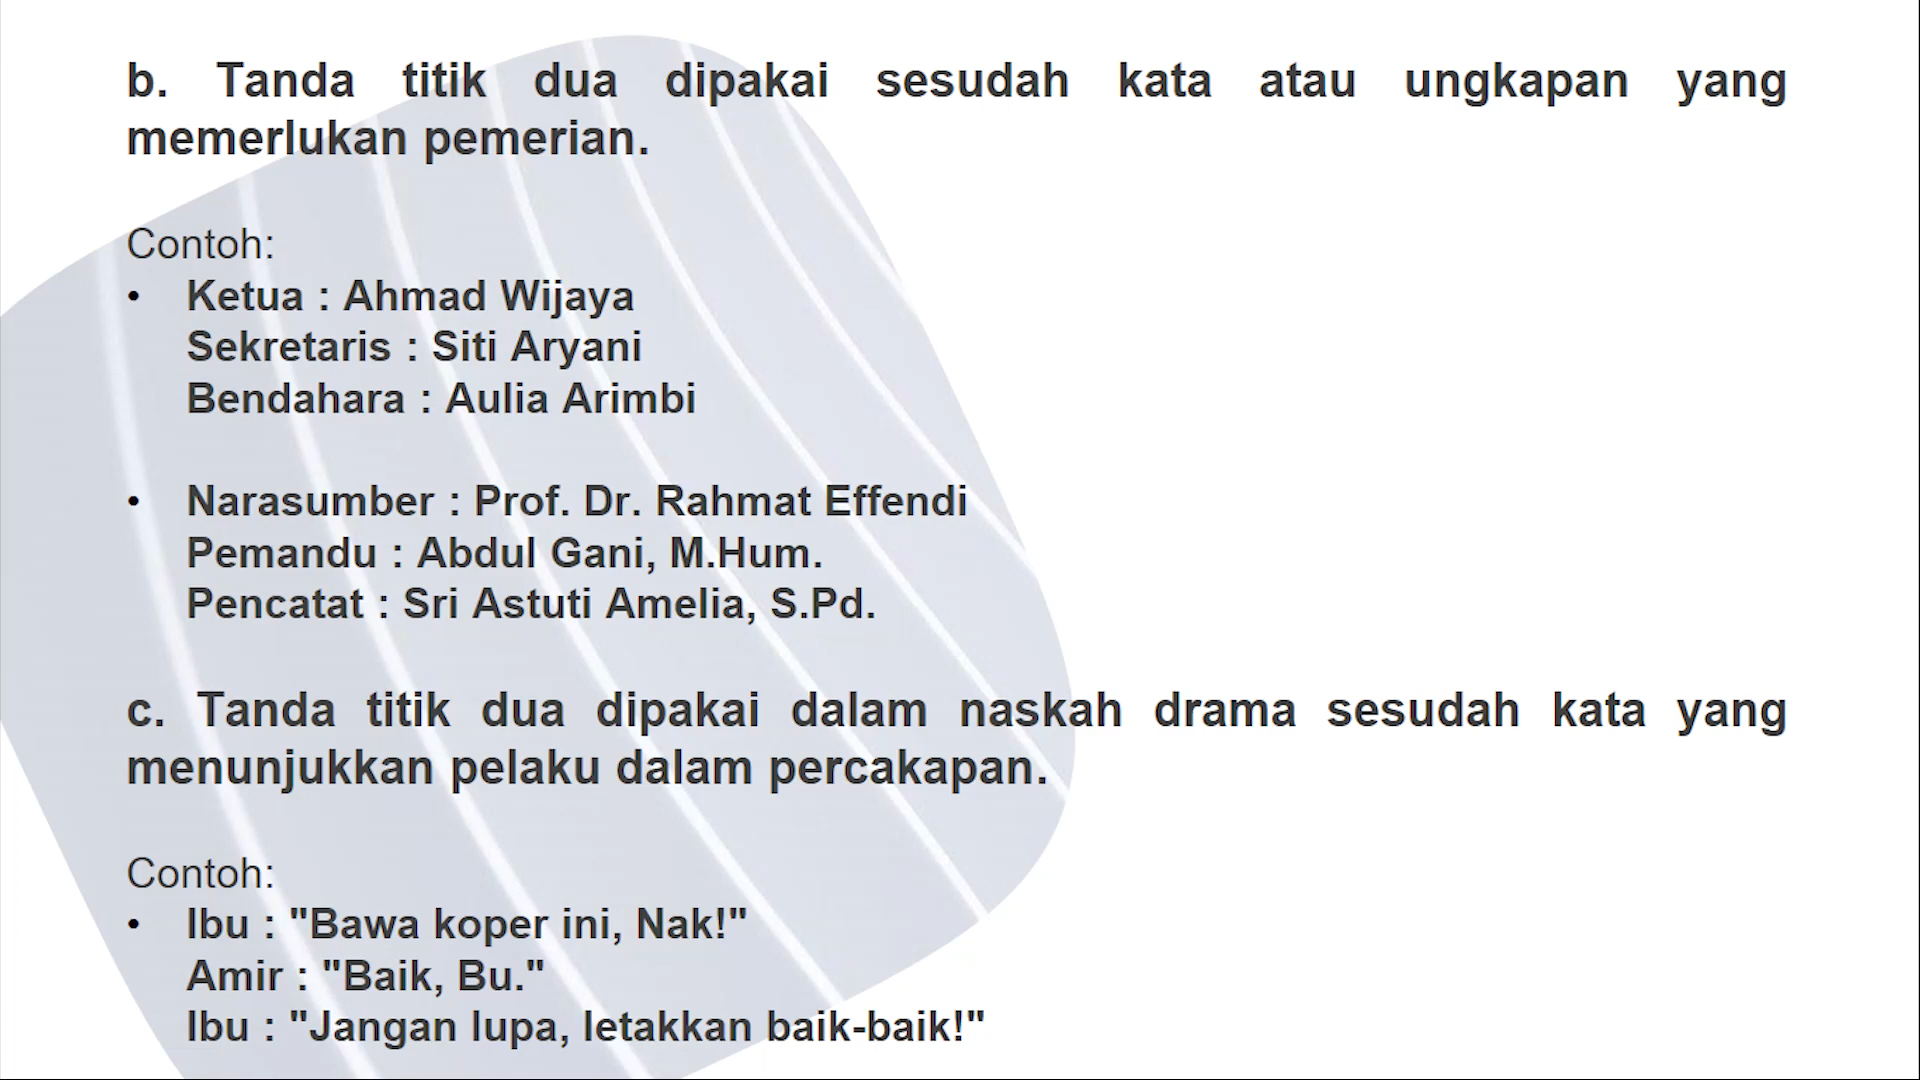 b. Tanda titik dua dipakai sesudah kata atau ungkapan yang
memerlukan pemerian.
Contoh:
• Ketua : Ahmad Wijaya
Sekretaris : Siti Aryani
Bendahara : Aulia Arimbi
• Narasumber : Prof. Dr. Rahmat Effendi
Pemandu : Abdul Gani, M.Hum.
Pencatat : Sri Astuti Amelia, S.Pd.
c. Tanda titik dua dipakai dalam naskah drama sesudah kata yang
menunjukkan pelaku dalam percakapan.
Contoh:
• Ibu : "Bawa koper ini, Nak!"
Amir : "Baik, Bu."
Ibu : "Jangan lupa, letakkan baik-baik!"